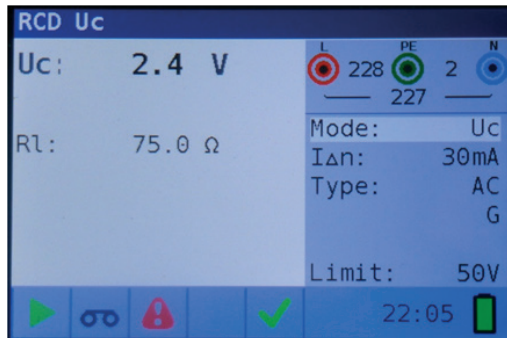 RCD Uc
Uc: 2.4 V
Rl: 75.0 Ω
L PE N
228 2
227
Mode: Uc
I∆n: 30mA
Type: AC
G
Limit: 50V
22:05